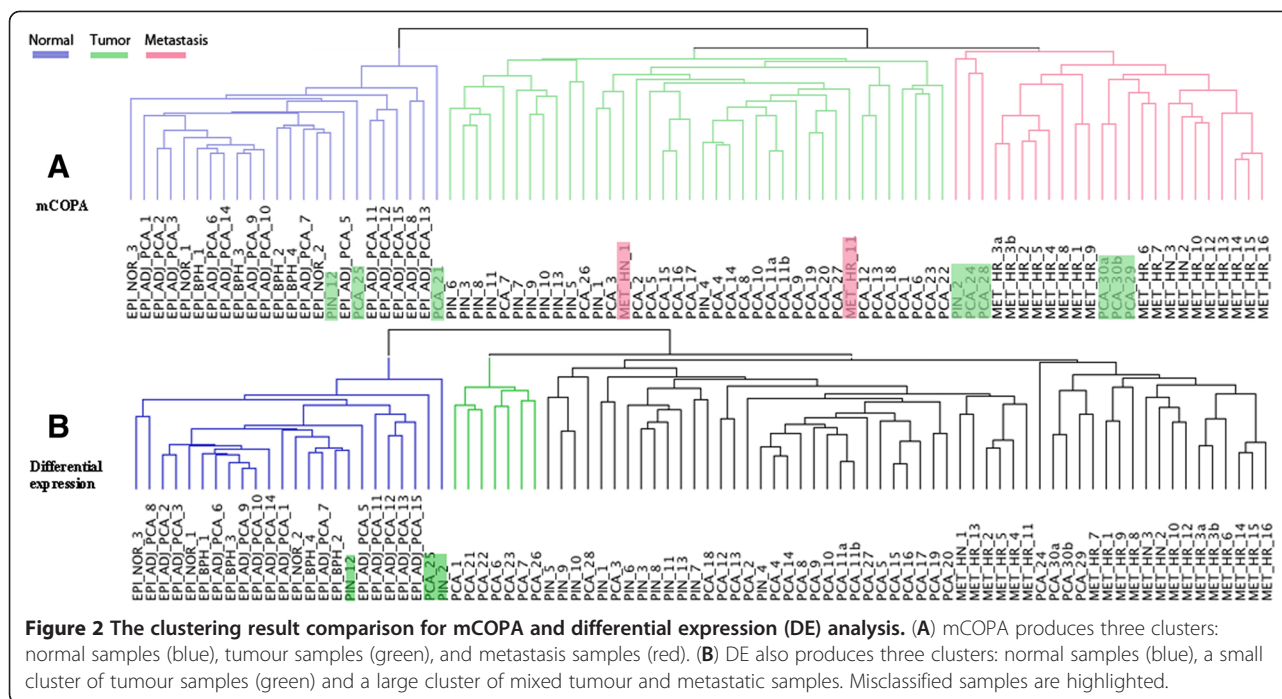 Normal Tumor Metastasis
A
mCOPA
EPI_NOR_3
EPI_ADJ_PCA_1
EPI_ADJ_PCA_2
EPI_ADJ_PCA_3
EPI_NOR_1
EPI_BPH_1
EPI_ADJ_PCA_6
EPI_ADJ_PCA_14
EPI_BPH_3
EPI_ADJ_PCA_9
EPI_ADJ_PCA_10
EPI_BPH_2
EPI_BPH_4
EPI_ADJ_PCA_7
EPI_NOR_2
PIN_12
EPI_ADJ_PCA_5
PCA_25
EPI_ADJ_PCA_11
EPI_ADJ_PCA_12
EPI_ADJ_PCA_15
EPI_ADJ_PCA_8
EPI_ADJ_PCA_13
PCA_21
PIN_6
PIN_3
PIN_8
PIN_11
PCA_7
PIN_7
PIN_9
PIN_10
PIN_13
PIN_5
PCA_26
PIN_1
PCA_3
MET_HN_1
PCA_2
PCA_5
PCA_15
PCA_16
PCA_17
PIN_4
PCA_4
PCA_14
PCA_8
PCA_10
PCA_11a
PCA_11b
PCA_9
PCA_19
PCA_20
PCA_27
MET_HR_11
PCA_12
PCA_13
PCA_18
PCA_1
PCA_6
PCA_23
PCA_22
PIN_2
PCA_24
PCA_28
MET_HR_3a
MET_HR_3b
MET_HR_5
MET_HR_2
MET_HR_4
MET_HR_8
MET_HR_1
MET_HR_9
PCA_30a
PCA_30b
PCA_29
MET_HR_6
MET_HR_7
MET_HN_3
MET_HN_2
MET_HR_10
MET_HR_12
MET_HR_13
MET_HR_14
MET_HR_15
MET_HR_16
B
Differential
expression
EPI_NOR_3
EPI_ADJ_PCA_8
EPI_ADJ_PCA_2
EPI_ADJ_PCA_3
EPI_NOR_1
EPI_BPH_1
EPI_ADJ_PCA_6
EPI_BPH_3
EPI_ADJ_PCA_9
EPI_ADJ_PCA_10
EPI_ADJ_PCA_14
EPI_ADJ_PCA_1
EPI_NOR_2
EPI_BPH_4
EPI_ADJ_PCA_7
EPI_BPH_2
PIN_12
EPI_ADJ_PCA_5
EPI_ADJ_PCA_11
EPI_ADJ_PCA_12
EPI_ADJ_PCA_13
EPI_ADJ_PCA_15
PCA_25
PIN_2
PCA_1
PCA_21
PCA_22
PCA_6
PCA_23
PCA_7
PCA_26
PIN_5
PIN_9
PIN_10
PCA_28
PIN_1
PCA_3
PIN_6
PIN_3
PIN_8
PIN_11
PIN_13
PIN_7
PCA_18
PCA_12
PCA_13
PCA_2
PIN_4
PCA_4
PCA_14
PCA_8
PCA_9
PCA_10
PCA_11a
PCA_11b
PCA_27
PCA_5
PCA_15
PCA_16
PCA_17
PCA_19
PCA_20
MET_HN_1
MET_HR_13
MET_HR_2
MET_HR_5
MET_HR_4
MET_HR_11
PCA_24
PCA_30a
PCA_30b
PCA_29
MET_HR_7
MET_HR_1
MET_HR_9
MET_HR_8
MET_HN_3
MET_HN_2
MET_HR_10
MET_HR_12
MET_HR_3a
MET_HR_3b
MET_HR_6
MET_HR_14
MET_HR_15
MET_HR_16
Figure 2 The clustering result comparison for mCOPA and differential expression (DE) analysis. (A) mCOPA produces three clusters:
normal samples (blue), tumour samples (green), and metastasis samples (red). (B) DE also produces three clusters: normal samples (blue), a small
cluster of tumour samples (green) and a large cluster of mixed tumour and metastatic samples. Misclassified samples are highlighted.